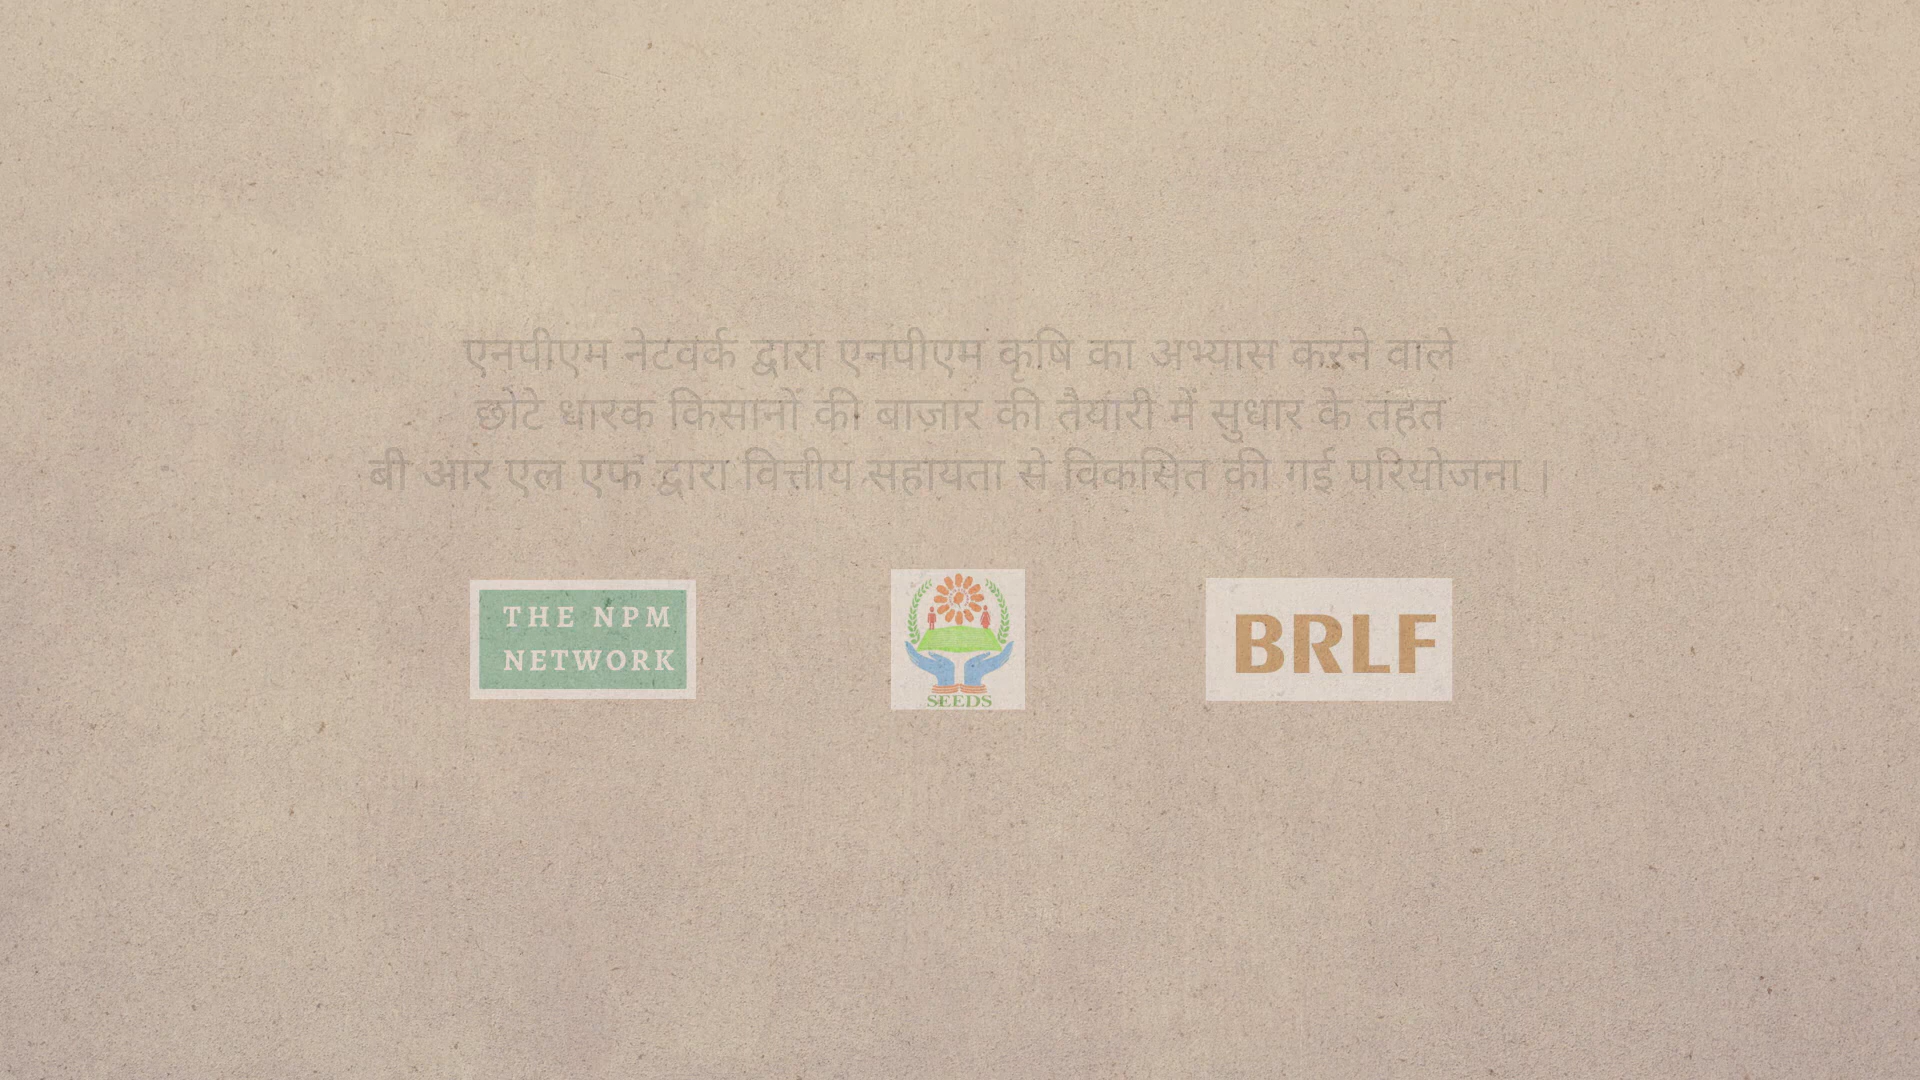 एनपीएम नेटवर्क द्वारा एनपीएम कृषि का अभ्यास करने वाले
छोटे धारक किसानों की बाज़ार की तैयारी में सुधार के तहत
बी आर एल एफ द्वारा वित्तीय सहायता से विकसित की गई परियोजना ।
THE NPM
NETWORK
SEEDS
BRLF